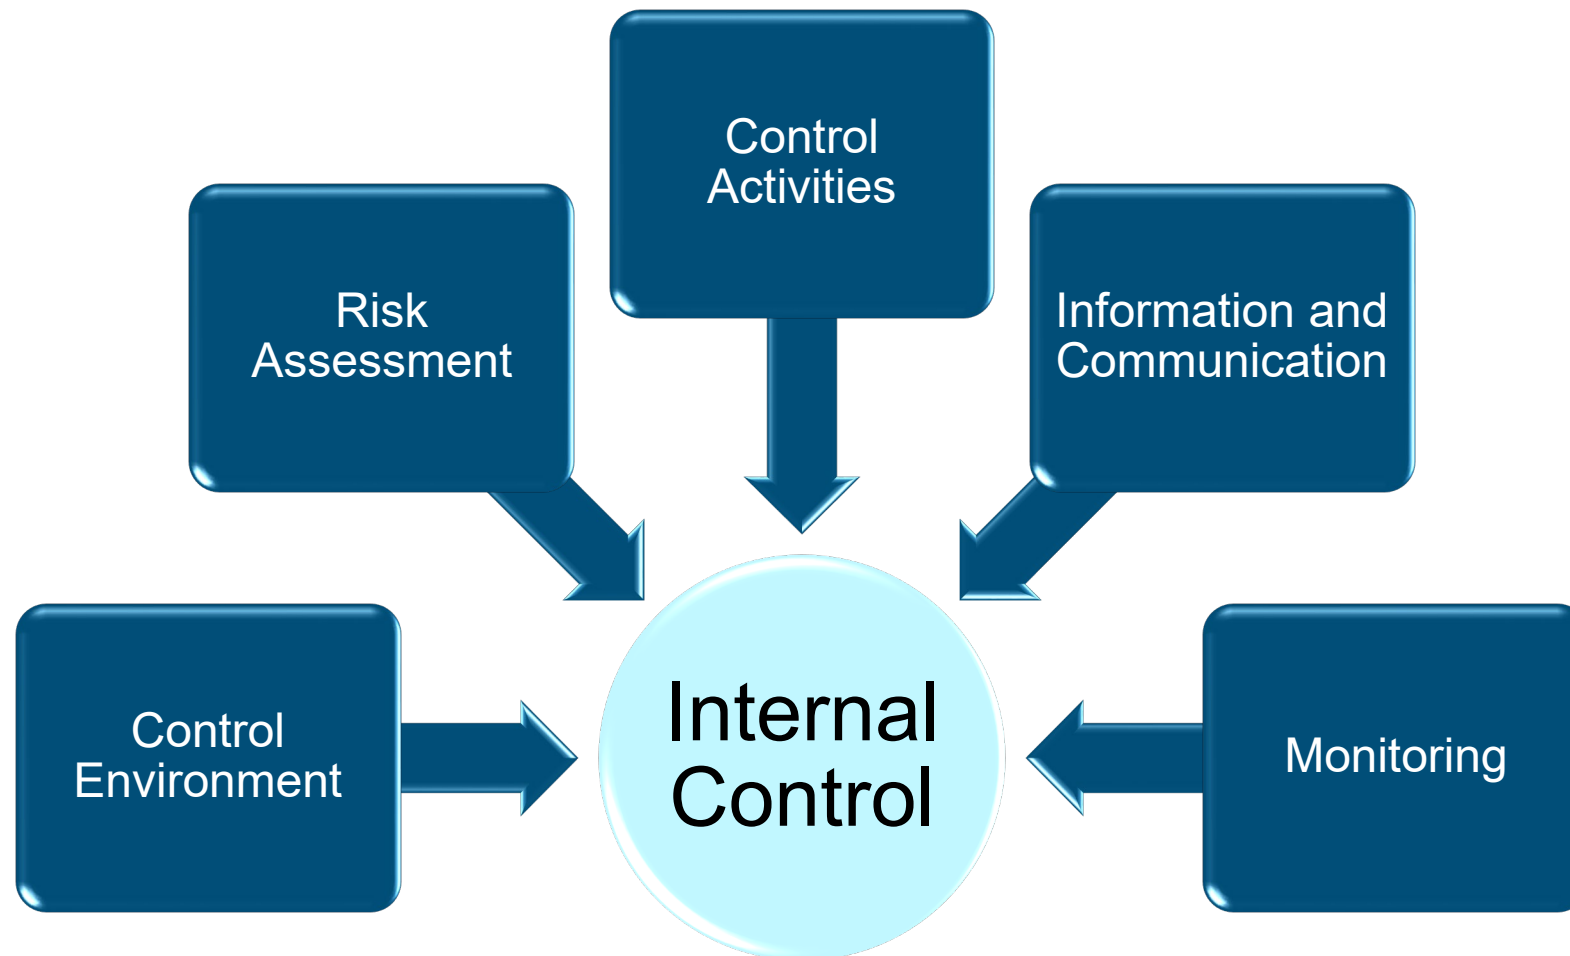 Control
Activities
Risk
Assessment
Information and
Communication
Control
Environment
Internal
Control
Monitoring